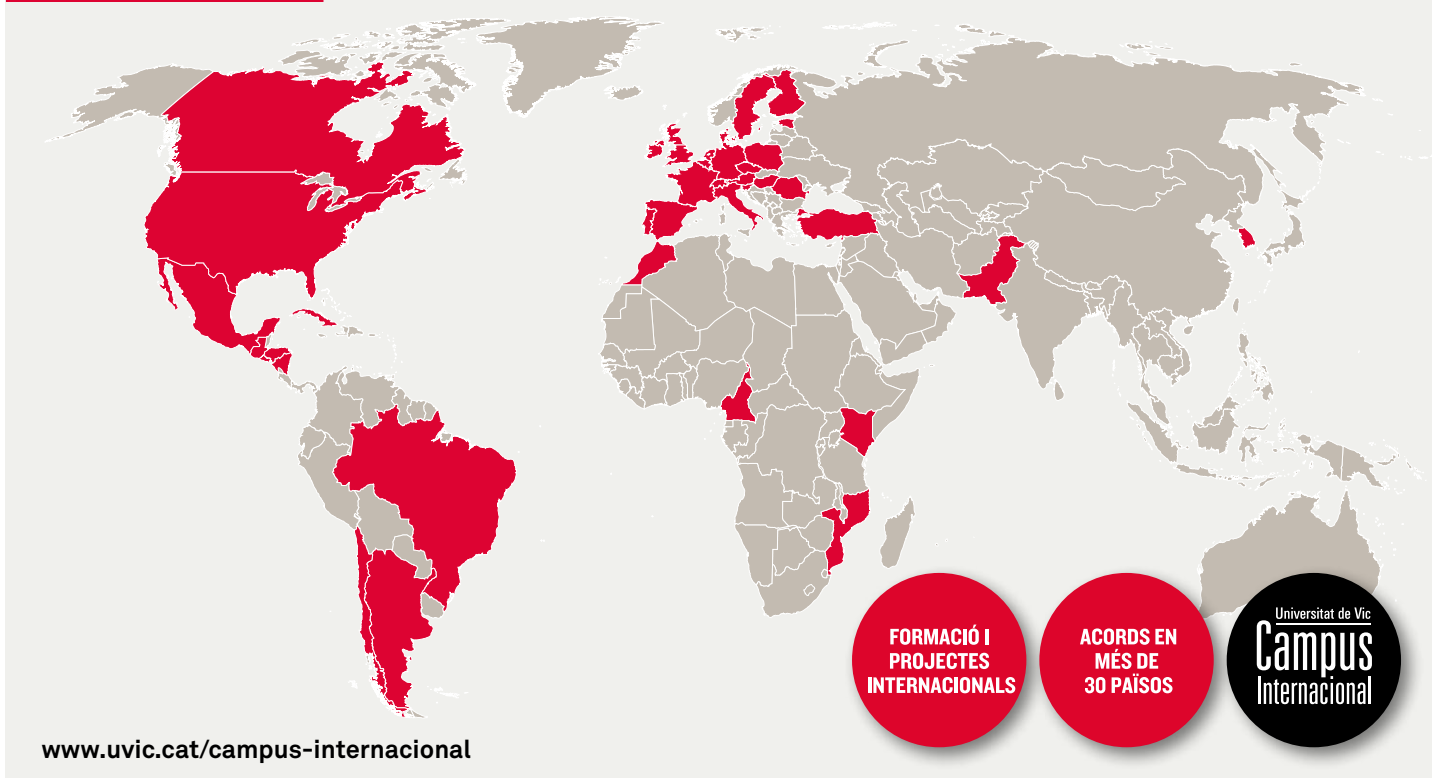 FORMACIÓ I
PROJECTES
INTERNACIONALS
ACORDS EN
MÉS DE
30 PAÏSOS
Universitat de Vic
Campus
Internacional
www.uvic.cat/campus-internacional